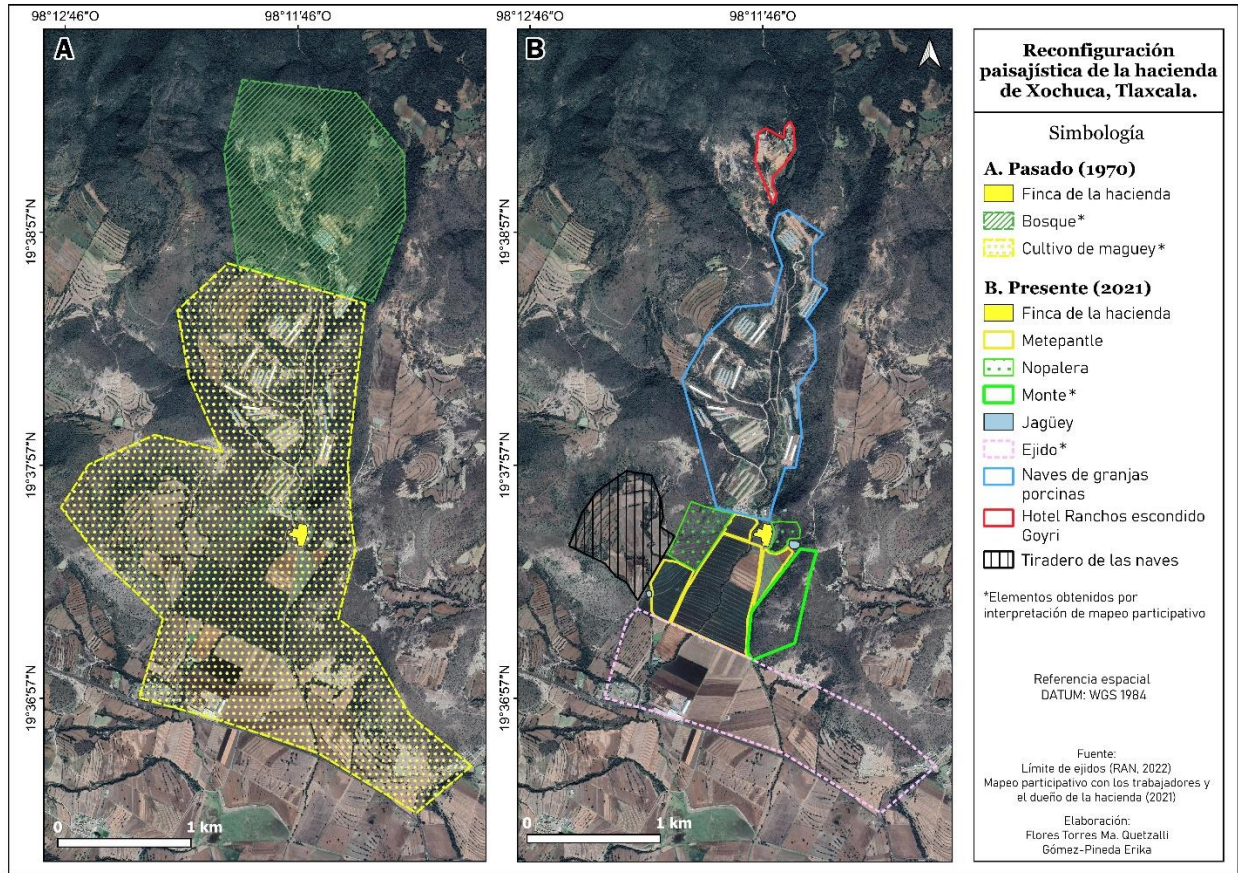 98°12'46"O
98°11'46"O
98°12'46"O
98°11'46"O
A
B
19°38'57"N
19°37'57"N
19°36'57"N
19°38'57"N
19°37'57"N
19°36'57"N
0
1 km
0
1 km
Reconfiguración
paisajística de la hacienda
de Xochuca, Tlaxcala.
Simbología
A. Pasado (1970)
Finca de la hacienda
Bosque*
Cultivo de maguey*
B. Presente (2021)
Finca de la hacienda
Metepantle
Nopalera
Monte*
Jagüey
Ejido*
Naves de granjas
porcinas
Hotel Ranchos escondido
Goyri
Tiradero de las naves
*Elementos obtenidos por
interpretación de mapeo participativo
Referencia espacial
DATUM: WGS 1984
Fuente:
Límite de ejidos (RAN, 2022)
Mapeo participativo con los trabajadores y
el dueño de la hacienda (2021)
Elaboración:
Flores Torres Ma. Quetzalli
Gómez-Pineda Erika